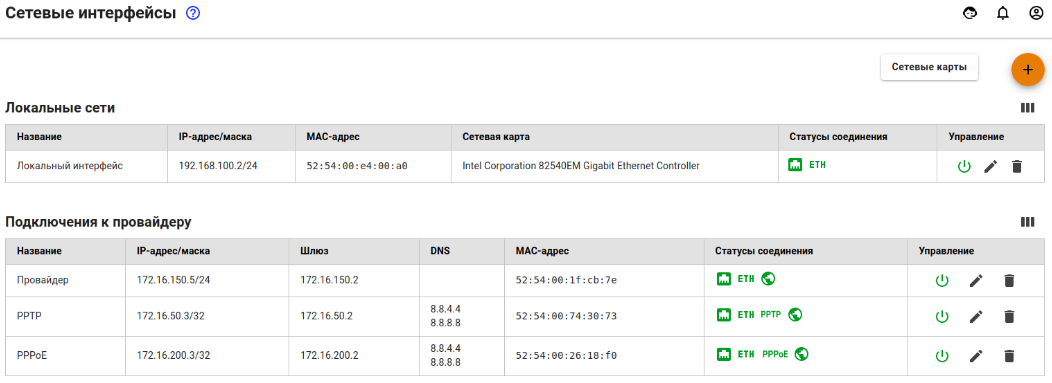 Сетевые интерфейсы ?
Сетевые карты
+
Локальные сети
Название IP-адрес/маска MAC-адрес Сетевая карта Статусы соединения Управление
Локальный интерфейс 192.168.100.2/24 52:54:00:e4:00:a0 Intel Corporation 82540EM Gigabit Ethernet Controller ETH
Подключения к провайдеру
Название IP-адрес/маска Шлюз DNS MAC-адрес Статусы соединения Управление
Провайдер 172.16.150.5/24 172.16.150.2 52:54:00:1f:cb:7e ETH
PPTP 172.16.50.3/32 172.16.50.2 8.8.4.4 52:54:00:74:30:73 ETH PPTP
8.8.8.8
PPPoE 172.16.200.3/32 172.16.200.2 8.8.4.4 52:54:00:26:18:f0 ETH PPPoE
8.8.8.8